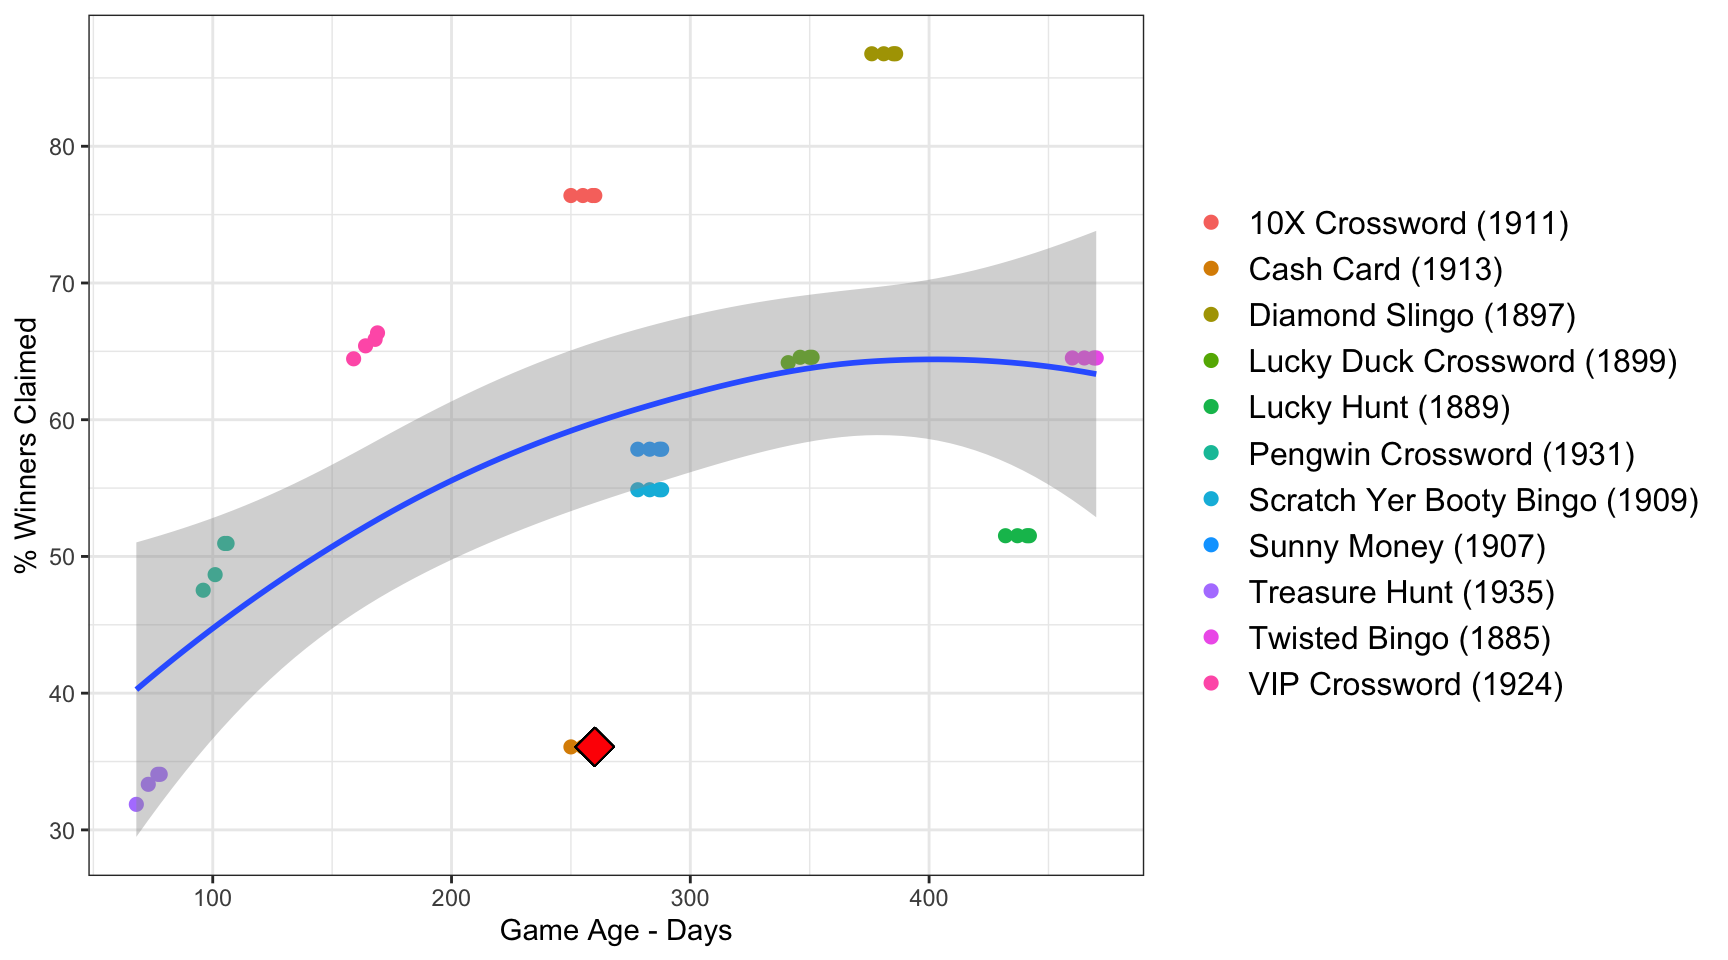 % Winners Claimed
80
70
60
50
40
30
100
200
300
400
Game Age - Days
10X Crossword (1911)
Cash Card (1913)
Diamond Slingo (1897)
Lucky Duck Crossword (1899)
Lucky Hunt (1889)
Pengwin Crossword (1931)
Scratch Yer Booty Bingo (1909)
Sunny Money (1907)
Treasure Hunt (1935)
Twisted Bingo (1885)
VIP Crossword (1924)